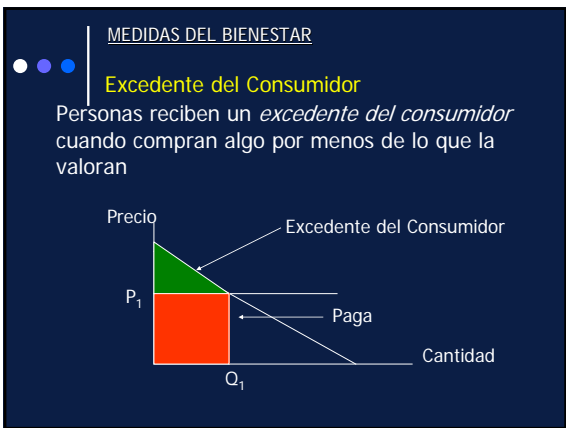 MEDIDAS DEL BIENESTAR
Excedente del Consumidor
Personas reciben un excedente del consumidor
cuando compran algo por menos de lo que la
valoran
Precio
Excedente del Consumidor
P1
Paga
Cantidad
Q1